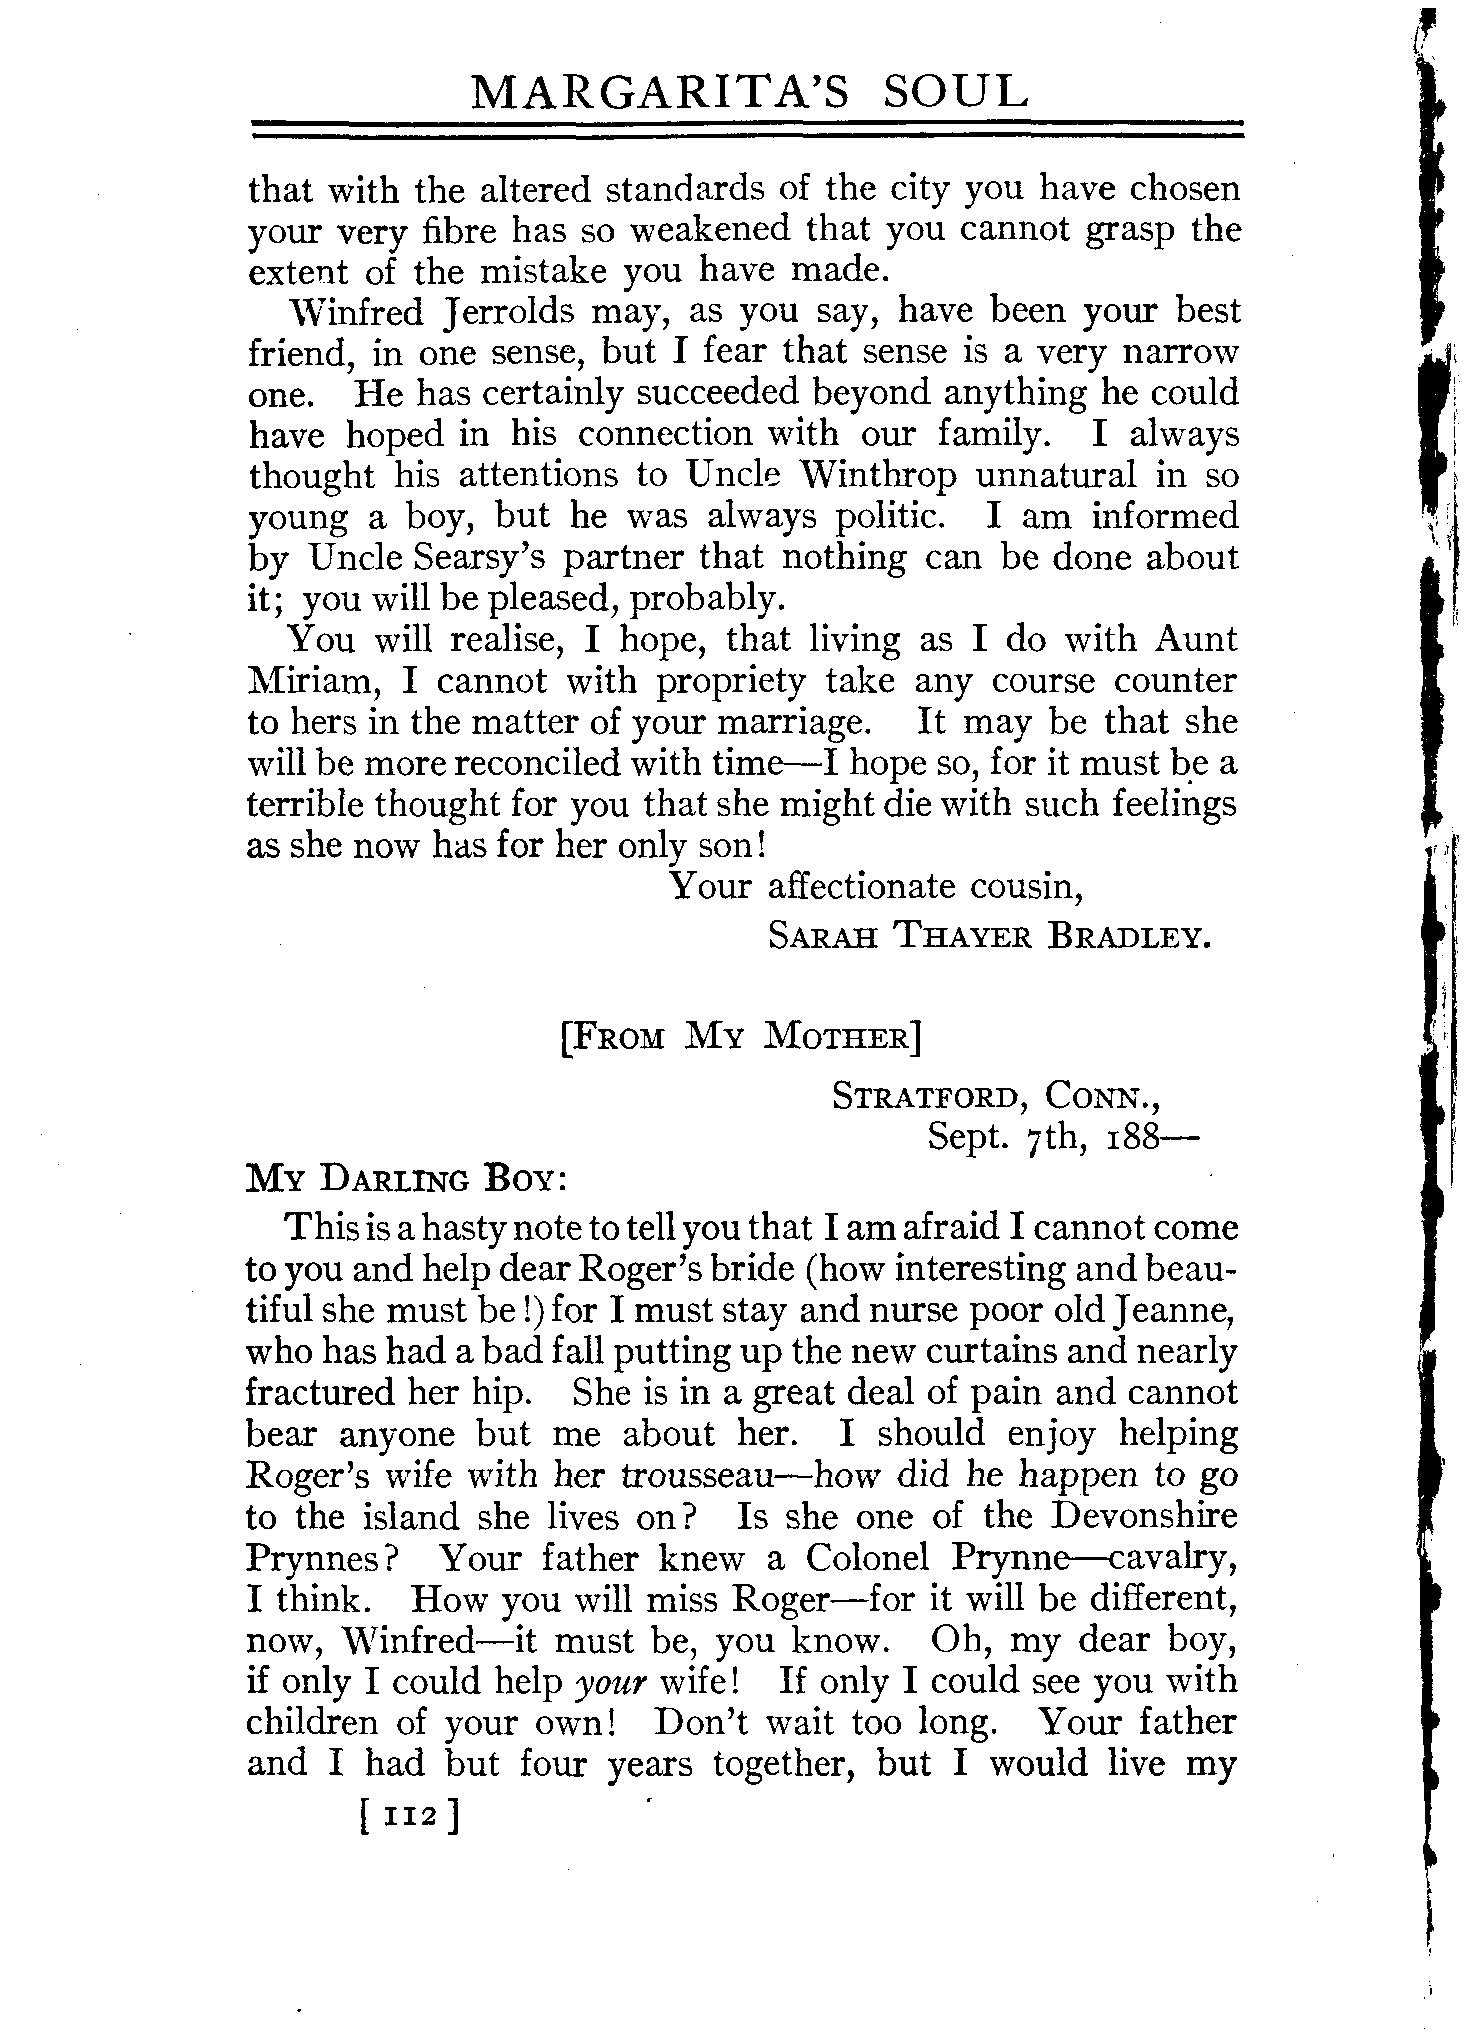 MARGARITA'S SOUL
that with the altered standards of the city you have chosen
your very fibre has so weakened that you cannot grasp the
extent of the mistake you have made.
Winfred Jerrolds may, as you say, have been your best
friend, in one sense, but I fear that sense is a very narrow
one. He has certainly succeeded beyond anything he could
have hoped in his connection with our family. I always
thought his attentions to Uncle Winthrop unnatural in so
young a boy, but he was always politic. I am informed
by Uncle Searsy's partner that nothing can be done about
it; you will be pleased, probably.
You will realise, I hope, that living as I do with Aunt
Miriam, I cannot with propriety take any course counter
to hers in the matter of your marriage. It may be that she
will be more reconciled with time—I hope so, for it must be a
terrible thought for you that she might die with such feelings
as she now has for her only son!
Your affectionate cousin,
SARAH THAYER BRADLEY.
[FROM MY MOTHER]
STRATFORD, CONN.,
Sept. 7th, 188—
MY DARLING BOY:
This is a hasty note to tell you that I am afraid I cannot come
to you and help dear Roger's bride (how interesting and beau-
tiful she must be!) for I must stay and nurse poor old Jeanne,
who has had a bad fall putting up the new curtains and nearly
fractured her hip. She is in a great deal of pain and cannot
bear anyone but me about her. I should enjoy helping
Roger's wife with her trousseau—how did he happen to go
to the island she lives on? Is she one of the Devonshire
Prynnes? Your father knew a Colonel Prynne—cavalry,
I think. How you will miss Roger—for it will be different,
now, Winfred—it must be, you know. Oh, my dear boy,
if only I could help your wife! If only I could see you with
children of your own! Don't wait too long. Your father
and I had but four years together, but I would live my
[ 112 ]